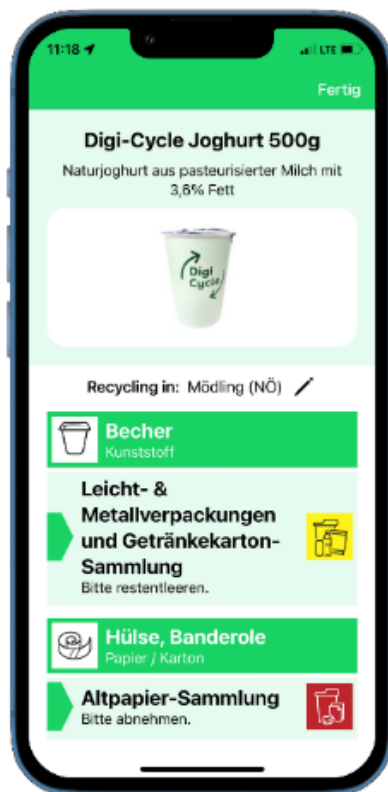 11:18
LTE
Fertig
Digi-Cycle Joghurt 500g
Naturjoghurt aus pasteurisierter Milch mit
3,6% Fett
Digi
Cycle
Recycling in: Mödling (NÖ)
Becher
Kunststoff
Leicht- &
Metallverpackungen
und Getränkekarton-
Sammlung
Bitte restentleeren.
Hülse, Banderole
Papier / Karton
Altpapier-Sammlung
Bitte abnehmen.